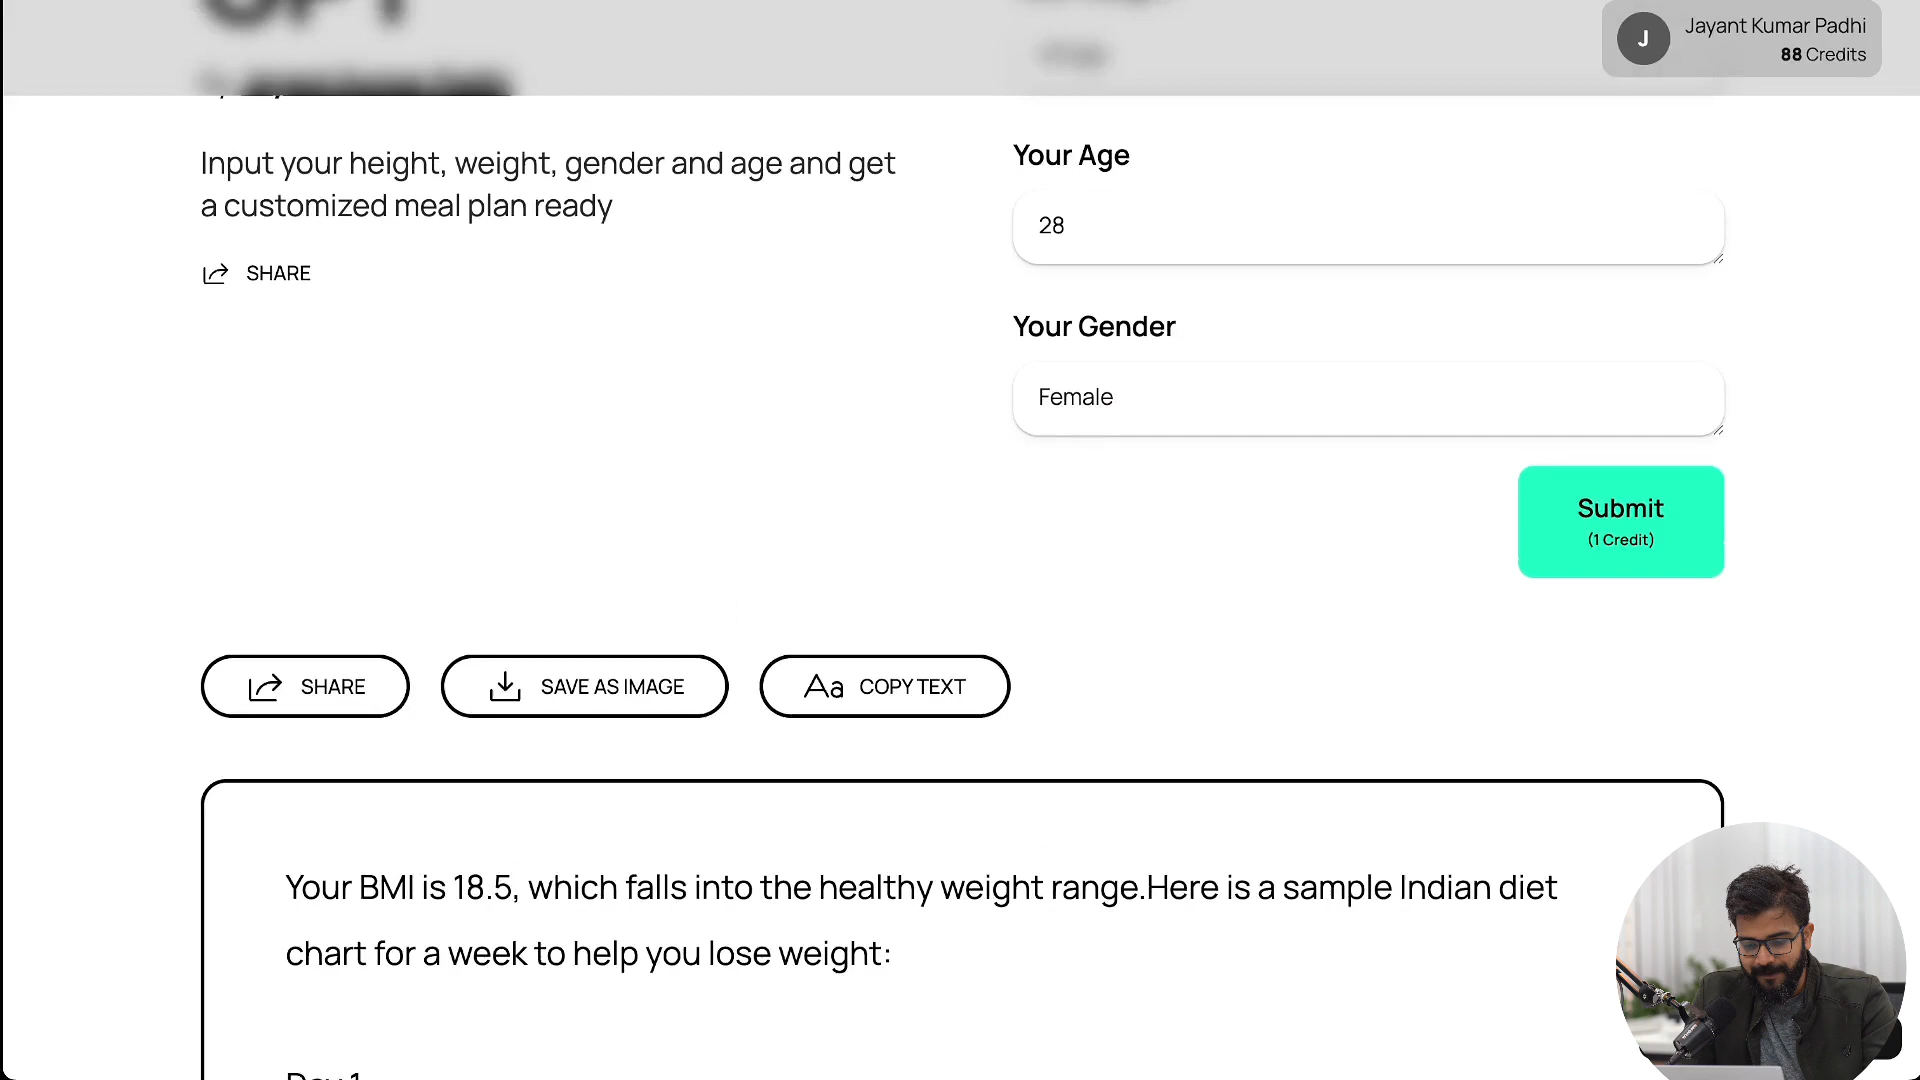 J
Jayant Kumar Padhi
88 Credits
Input your height, weight, gender and age and get
a customized meal plan ready
SHARE
Your Age
28
Your Gender
Female
Submit
(1 Credit)
SHARE
SAVE AS IMAGE
Aa COPY TEXT
Your BMI is 18.5, which falls into the healthy weight range.Here is a sample Indian diet
chart for a week to help you lose weight:
Day 1